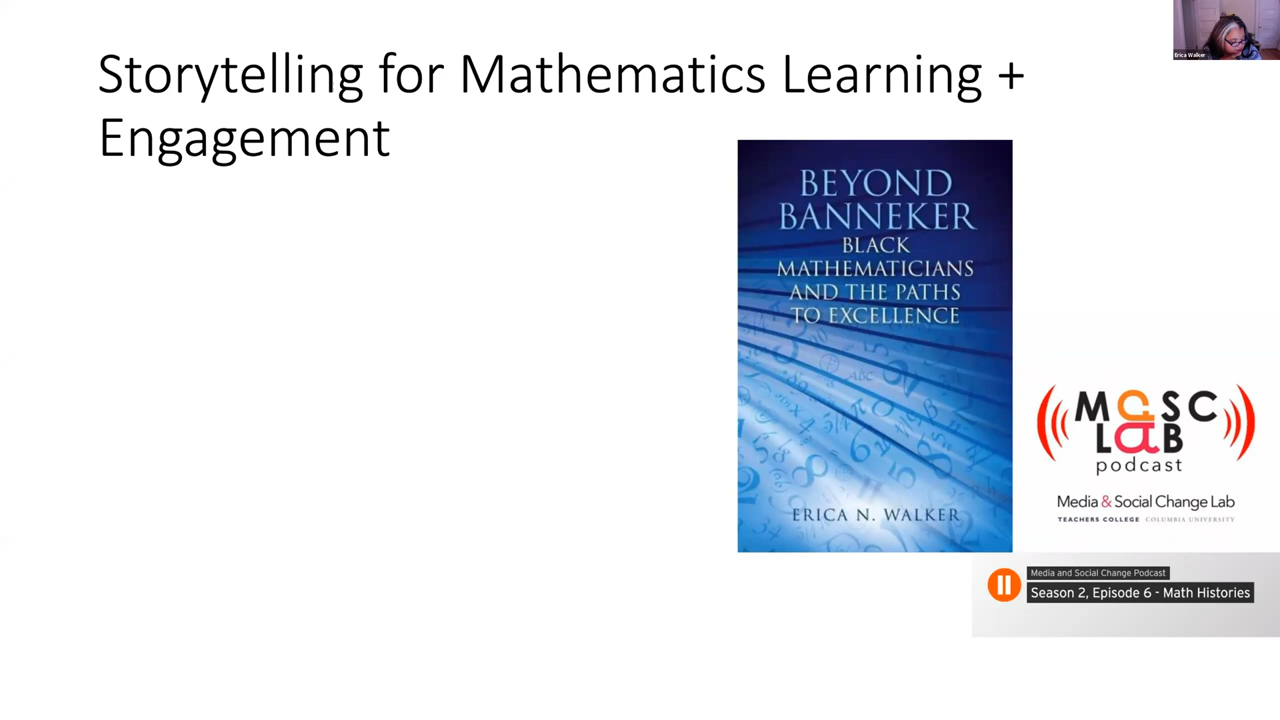 Storytelling for Mathematics Learning +
Engagement
Erica Walker
BEYOND
BANNEKER
BLACK
MATHEMATICIANS
AND THE PATHS
TO EXCELLENCE
ERICA N. WALKER
MASC
LAB
podcast
Media & Social Change Lab
TEACHERS COLLEGE COLUMBIA UNIVERSITY
Media and Social Change Podcast
Season 2, Episode 6 - Math Histories